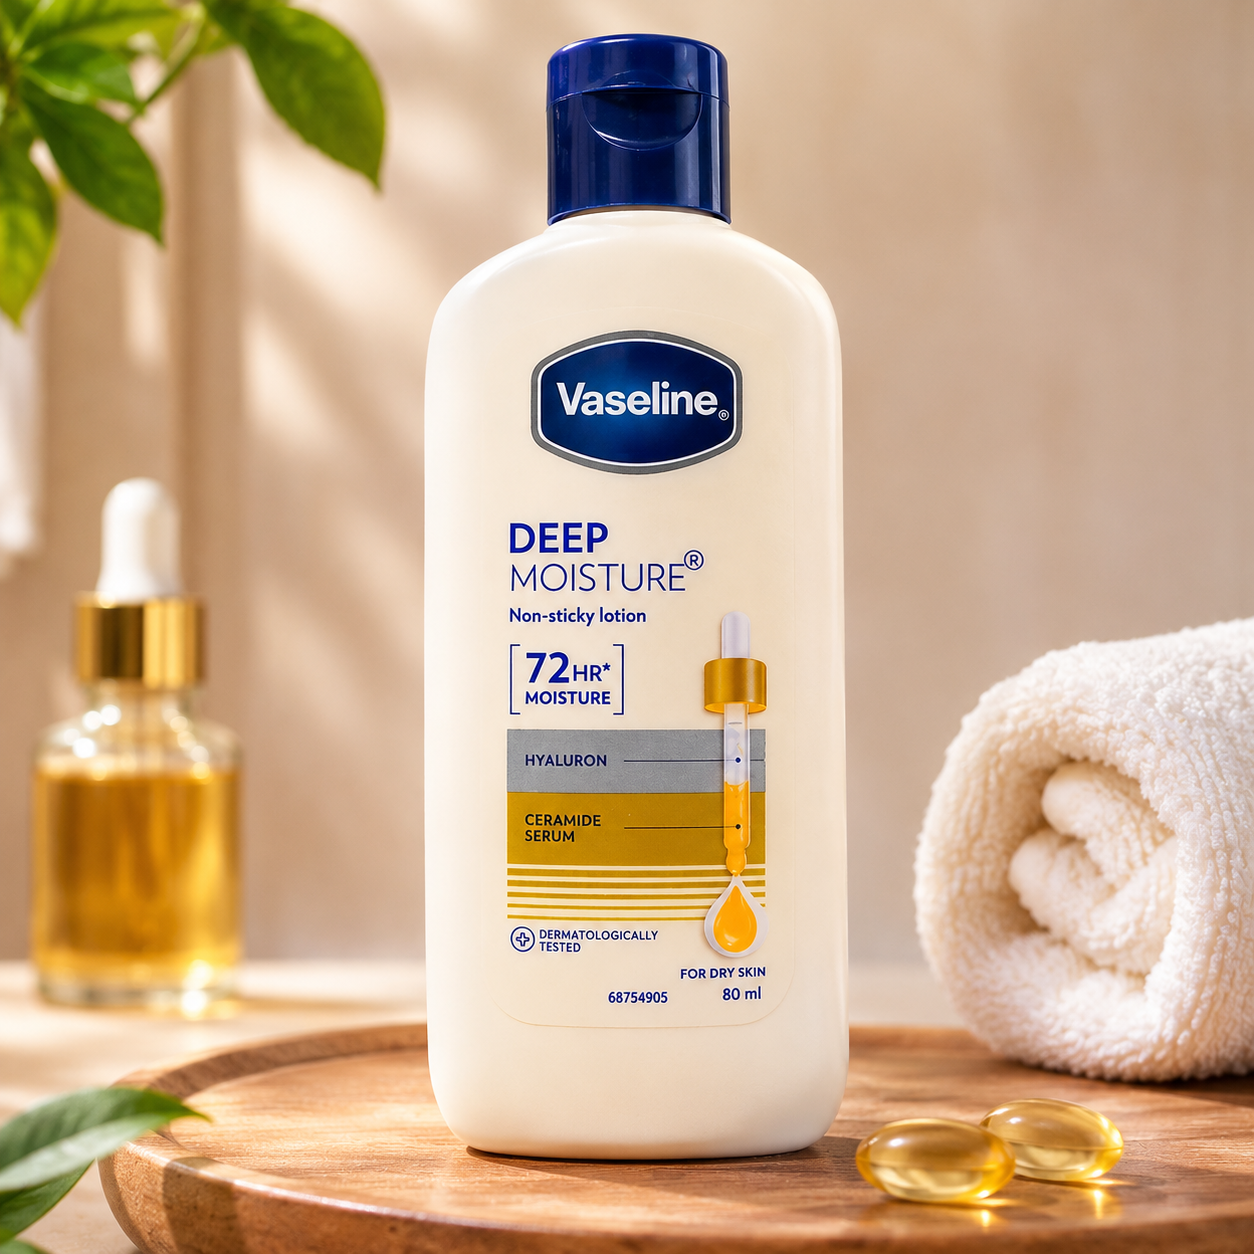 Vaseline®
DEEP
MOISTURE®
Non-sticky lotion
72HR*
MOISTURE
HYALURON
CERAMIDE
SERUM
DERMATOLOGICALLY
TESTED
FOR DRY SKIN
68754905 80 ml